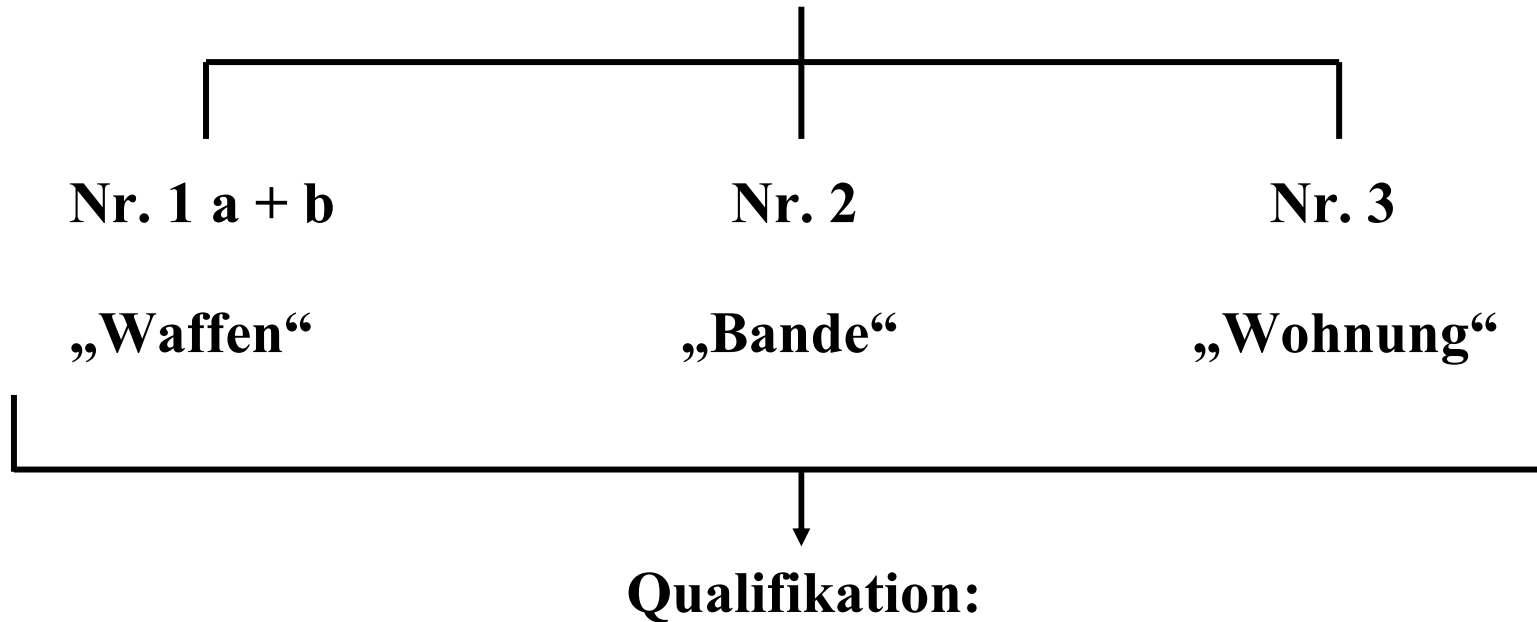 Nr. 1 a + b Nr. 2 Nr. 3
„Waffen“ „Bande“ „Wohnung“
Qualifikation: